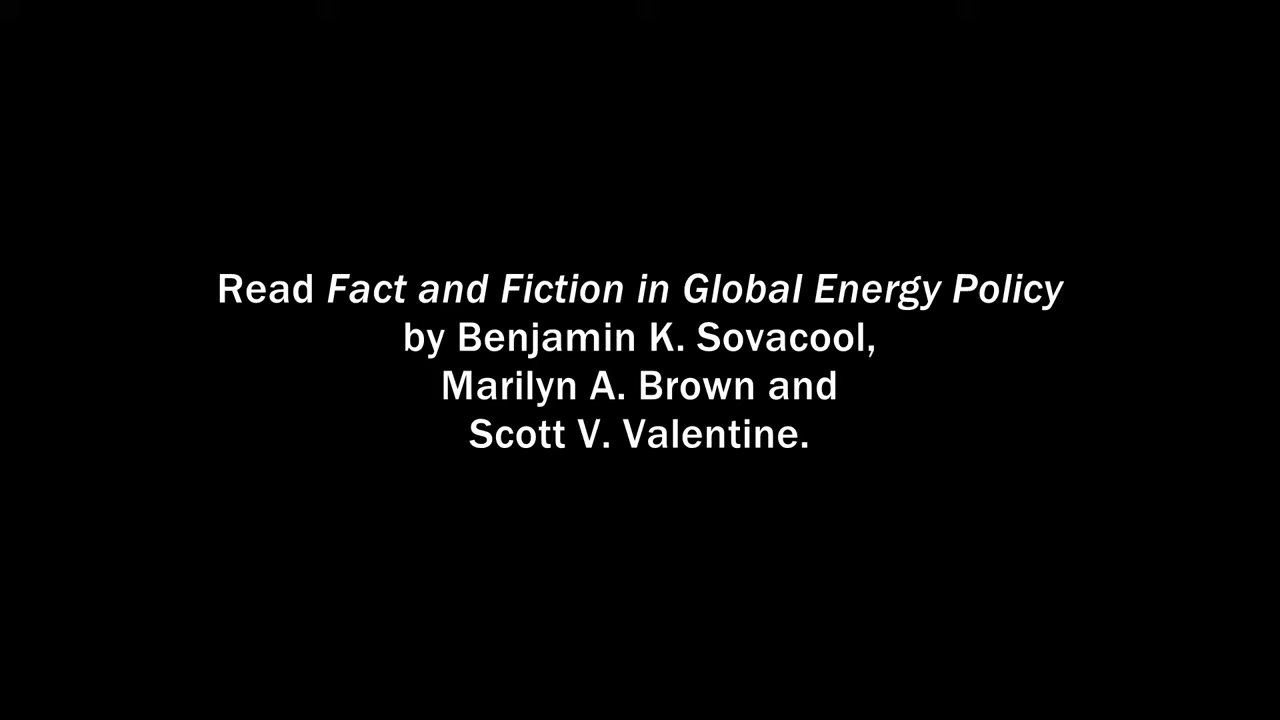 Read Fact and Fiction in Global Energy Policy
by Benjamin K. Sovacool,
Marilyn A. Brown and
Scott V. Valentine.